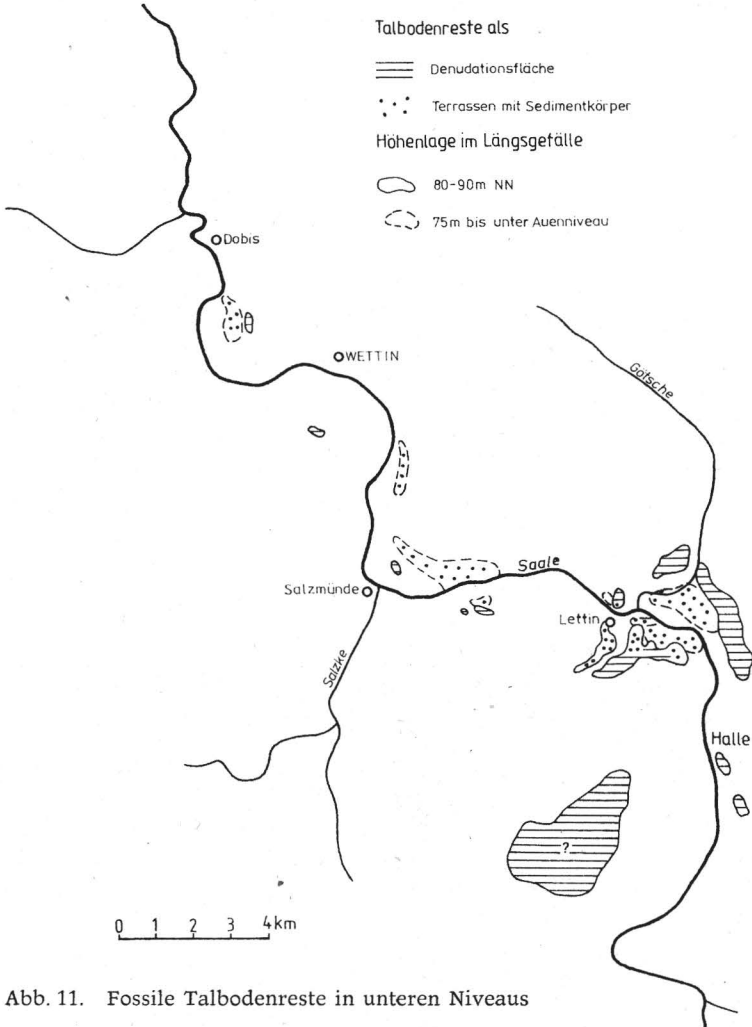 Talbodenreste als
Denudationsfläche
Terrassen mit Sedimentkörper
Höhenlage im Längsgefälle
80-90m NN
75m bis unter Auenniveau
Dobis
WETTIN
Götsche
Saale
Salzmünde
Lettin
Salzke
Halle
?
0 1 2 3 4km
Abb. 11. Fossile Talbodenreste in unteren Niveaus